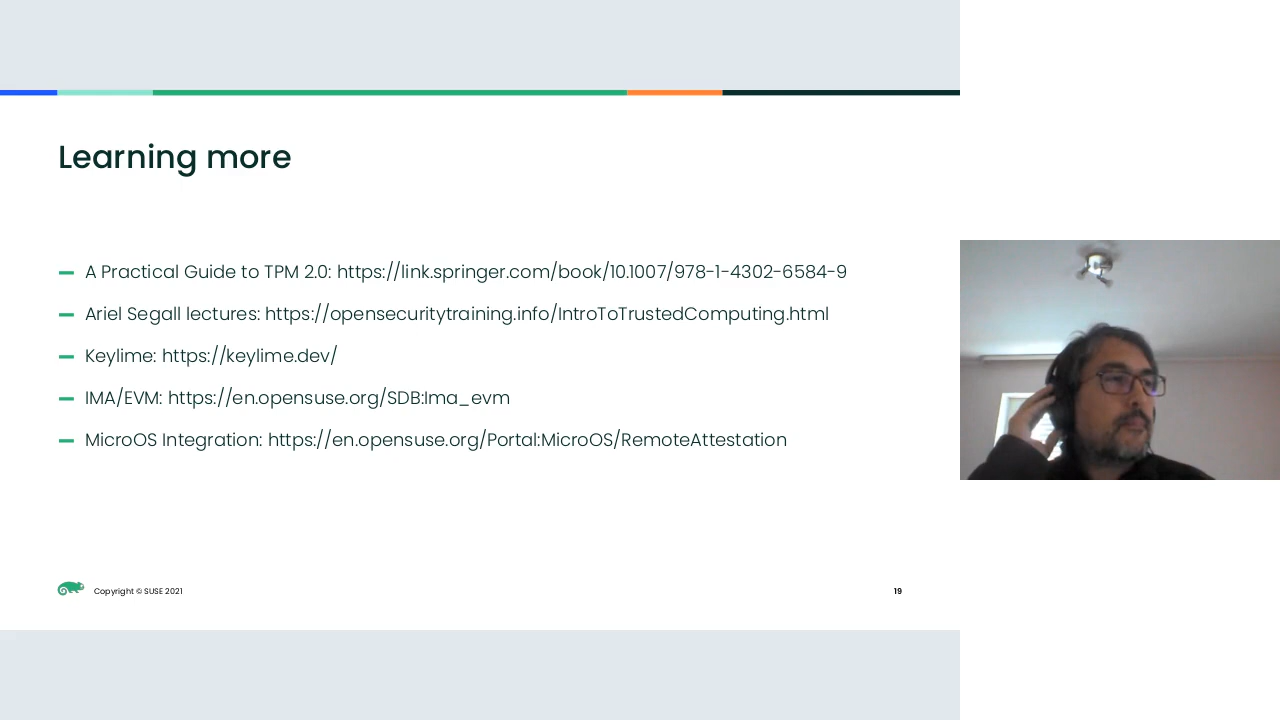 Learning more
A Practical Guide to TPM 2.0: https://link.springer.com/book/10.1007/978-1-4302-6584-9
Ariel Segall lectures: https://opensecuritytraining.info/IntroToTrustedComputing.html
Keylime: https://keylime.dev/
IMA/EVM: https://en.opensuse.org/SDB:Ima_evm
MicroOS Integration: https://en.opensuse.org/Portal:MicroOS/RemoteAttestation
Copyright © SUSE 2021
19